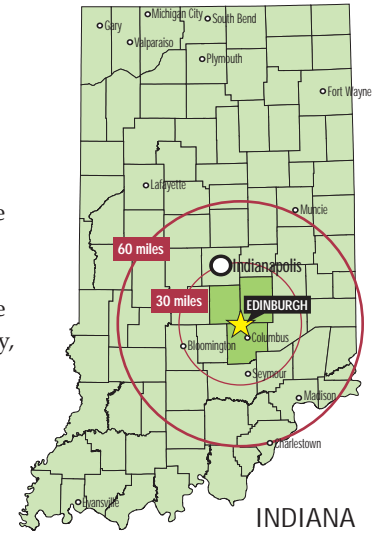 Michigan City
South Bend
Gary
Valparaiso
Plymouth
Fort Wayne
Lafayette
Muncie
e
60 miles
Indianapolis
30 miles
EDINBURGH
e
y,
Columbus
Bloomington
Seymour
Madison
Charlestown
Evansville
INDIANA